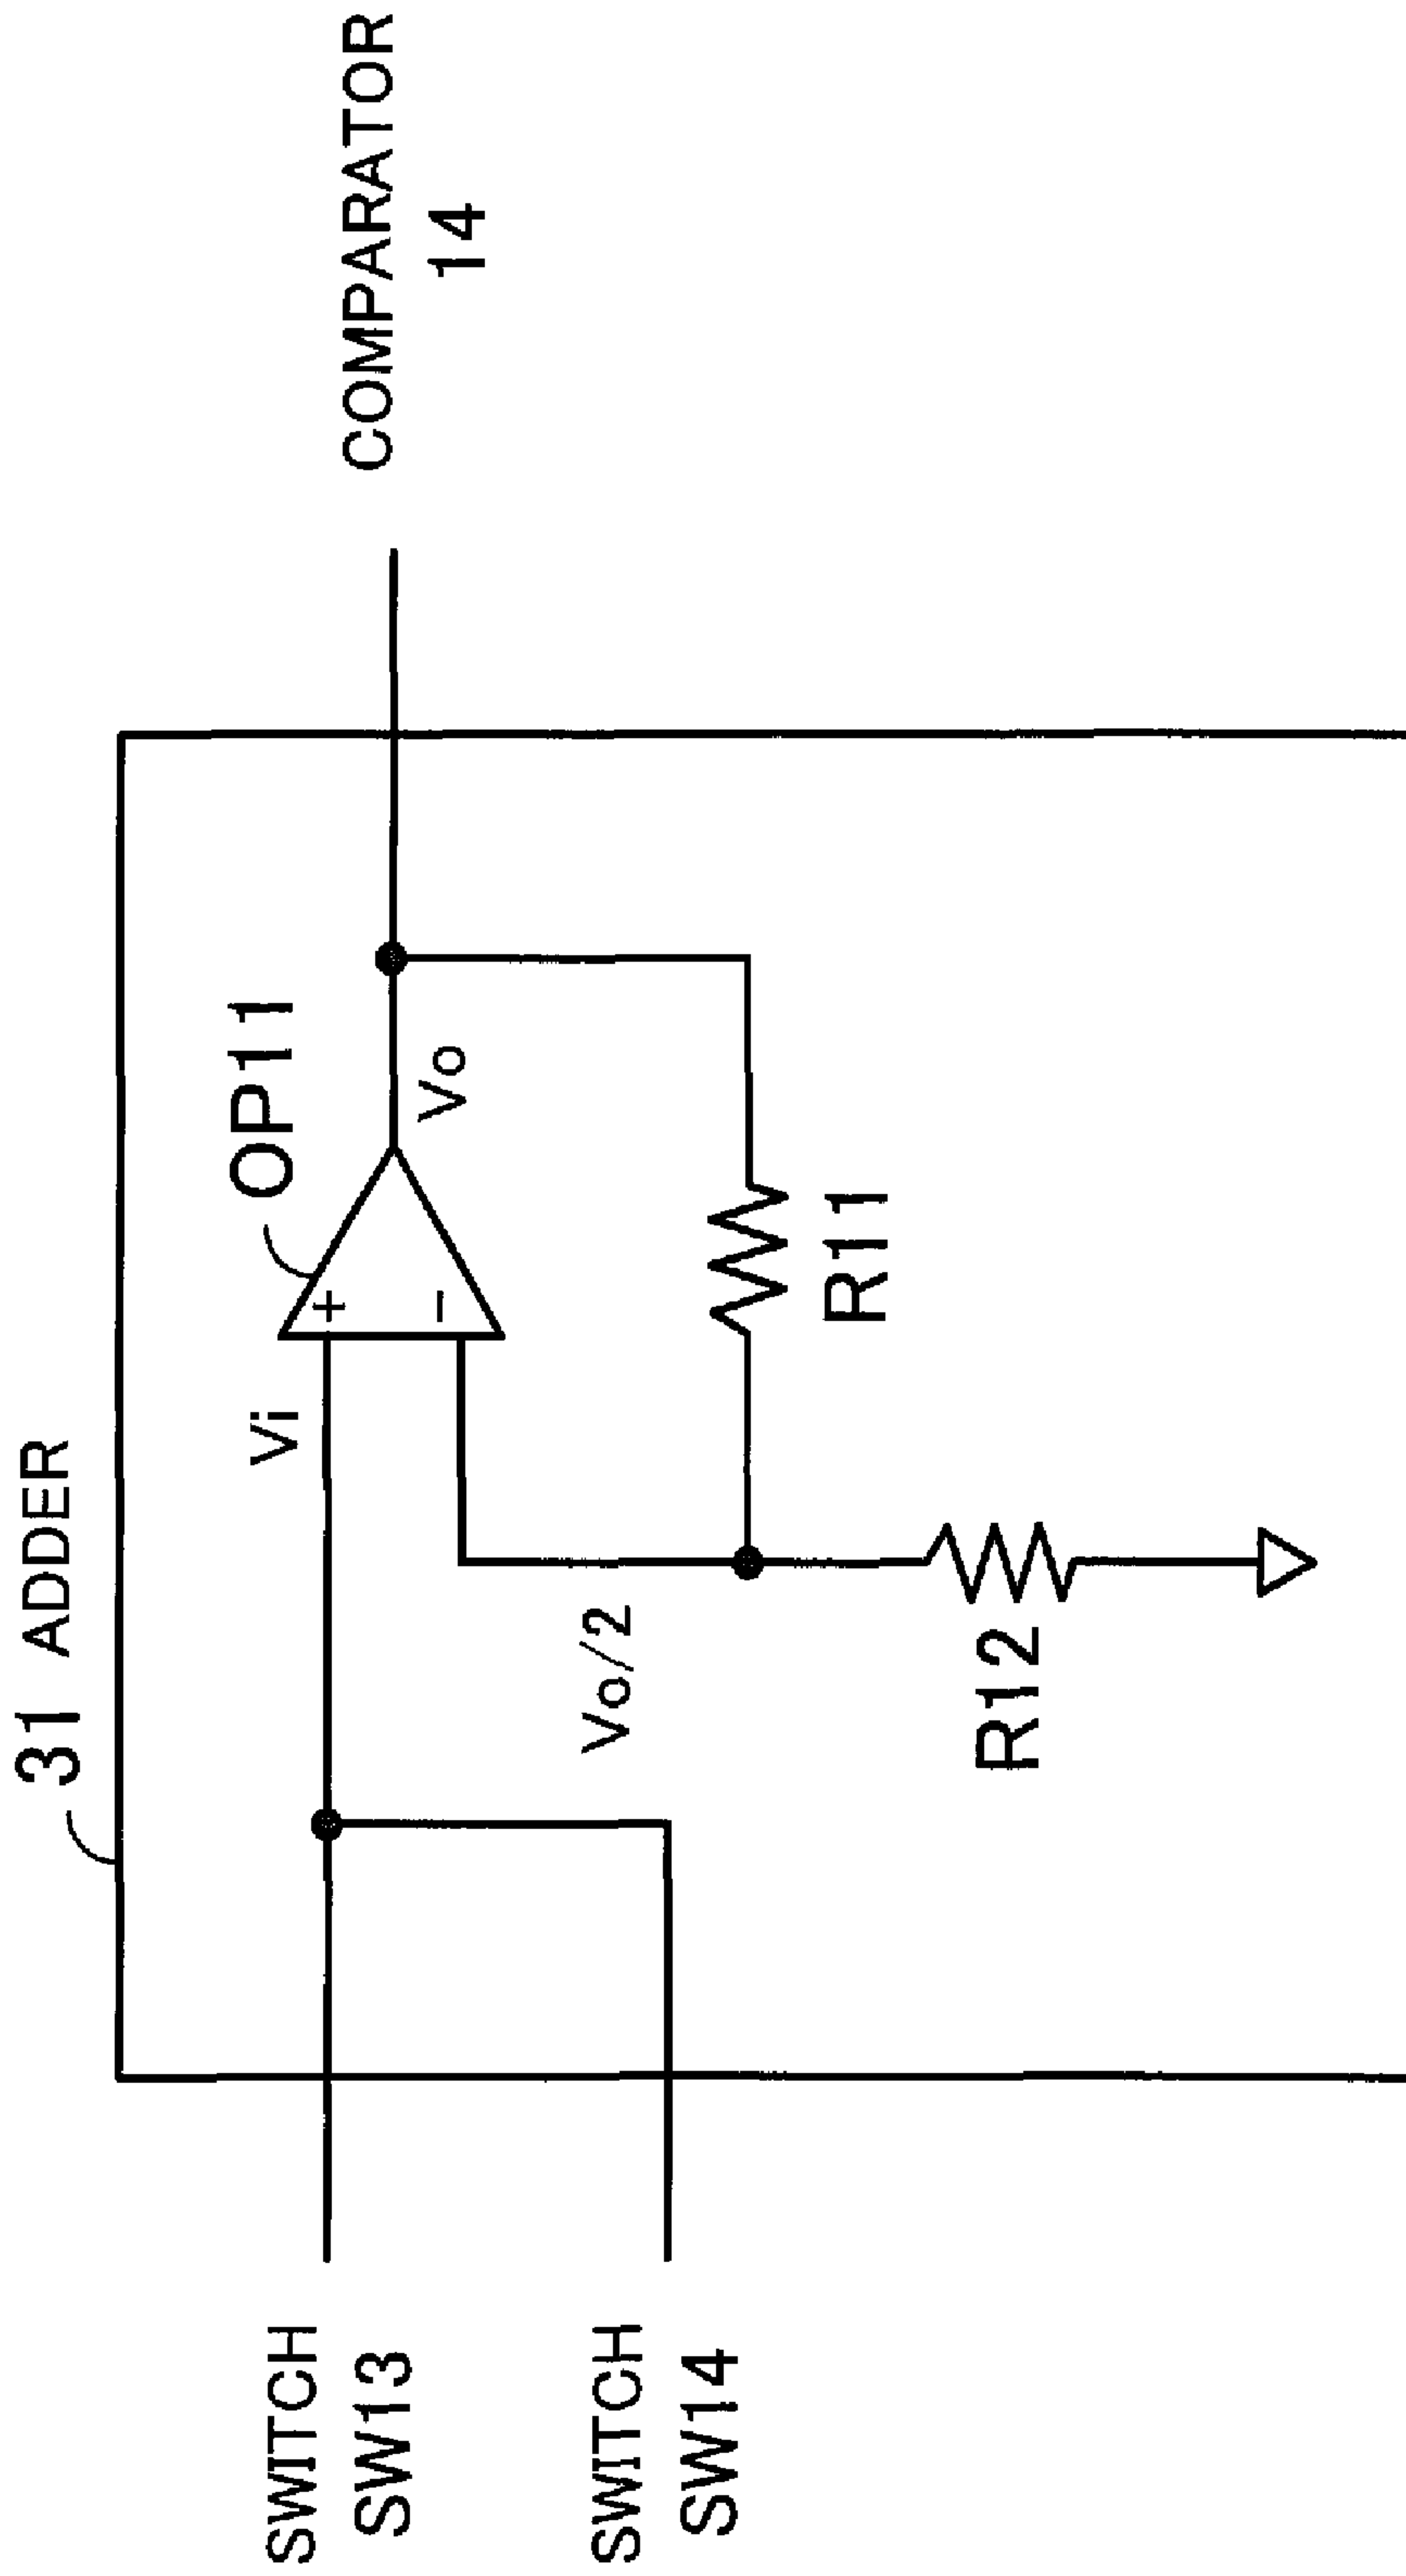 31 ADDER
SWITCH
SW13
SWITCH
SW14
Vi
OP11
+
−
Vo
Vo/2
R11
R12
COMPARATOR
14